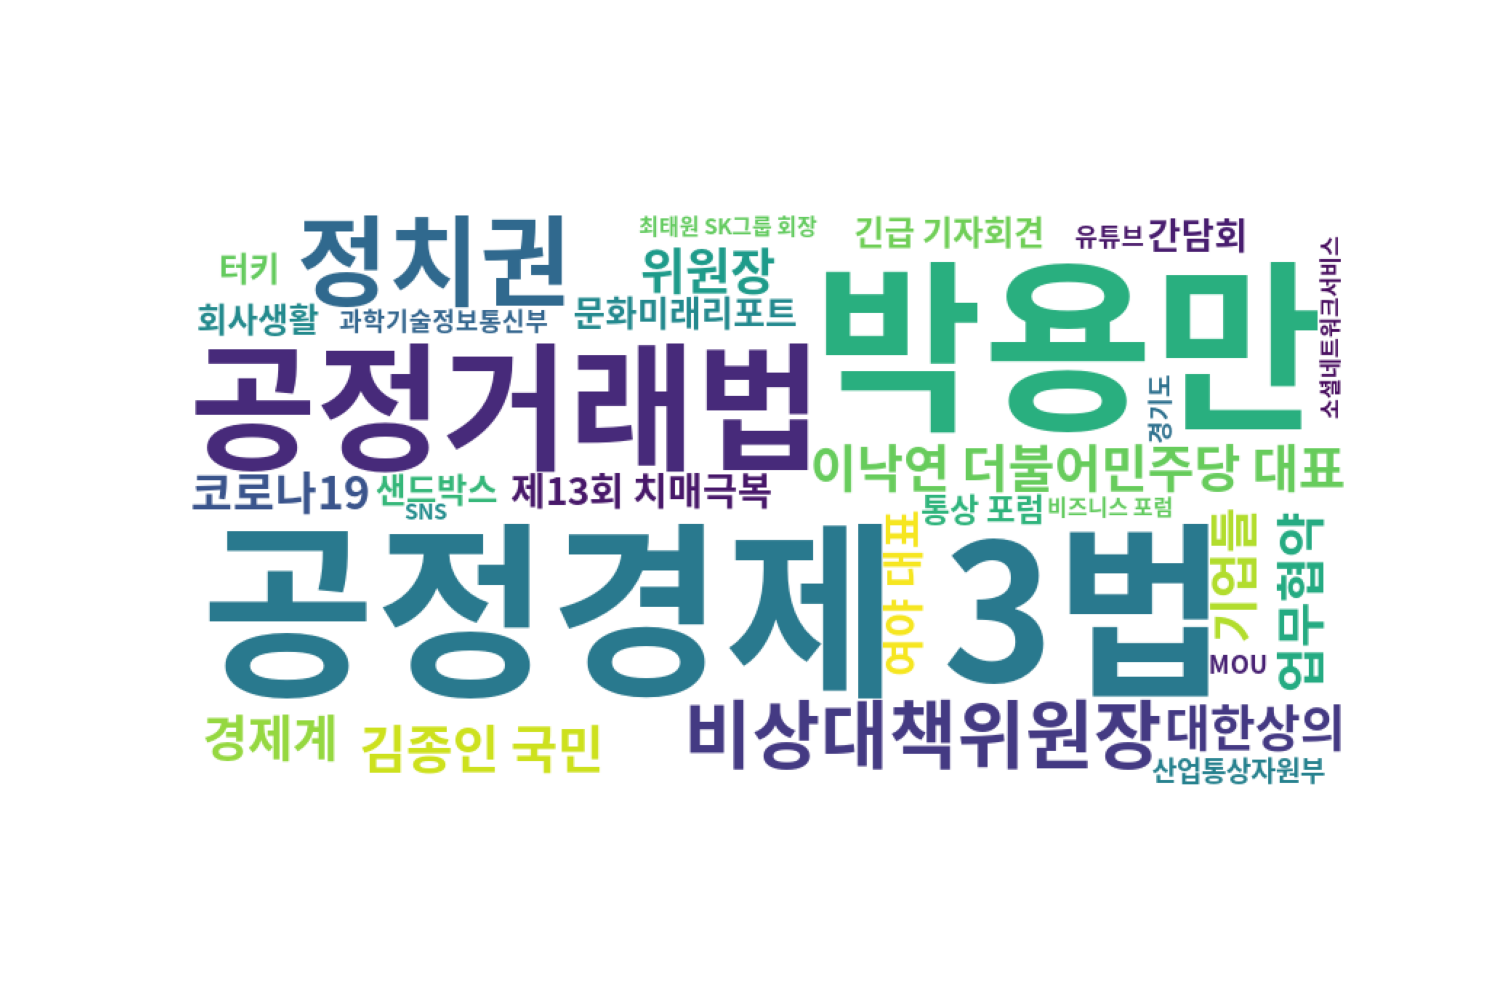 최태원 SK그룹 회장
긴급 기자회견
유튜브
간담회
정치권
터키
위원장
박용만
소셜네트워크서비스
회사생활
과학기술정보통신부
문화미래리포트
공정거래법
경기도
이낙연 더불어민주당 대표
코로나19
샌드박스
제13회 치매극복
SNS
통상 포럼
비즈니스 포럼
공정경제 3법
여야 대표
기업들
업무협약
MOU
경제계
김종인 국민
비상대책위원장
대한상의
산업통상자원부